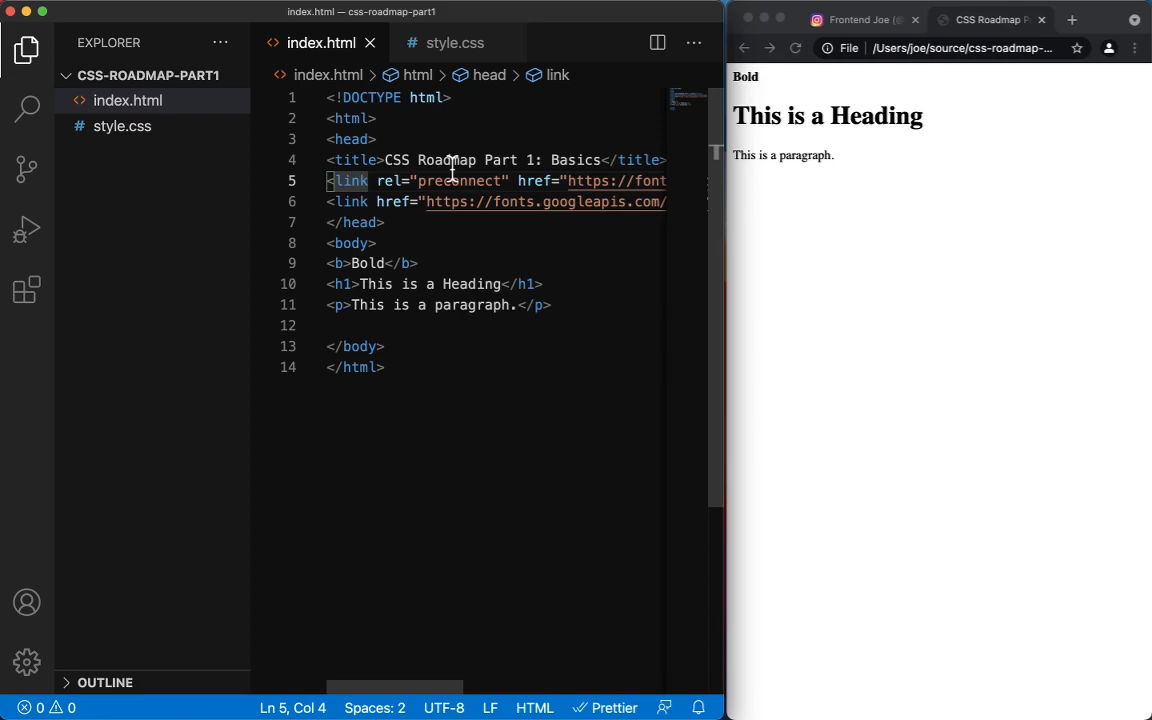 index.html — css-roadmap-part1
EXPLORER
CSS-ROADMAP-PART1
index.html
style.css
OUTLINE
index.html
style.css
index.html > html > head > link
1 <!DOCTYPE html>
2 <html>
3 <head>
4 <title>CSS Roadmap Part 1: Basics</title>
5 <link rel="preconnect" href="https://font
6 <link href="https://fonts.googleapis.com/
7 </head>
8 <body>
9 <b>Bold</b>
10 <h1>This is a Heading</h1>
11 <p>This is a paragraph.</p>
12
13 </body>
14 </html>
0 0 Ln 5, Col 4 Spaces: 2 UTF-8 LF HTML Prettier
Frontend Joe (@ CSS Roadmap P
File /Users/joe/source/css-roadmap-...
Bold
This is a Heading
This is a paragraph.